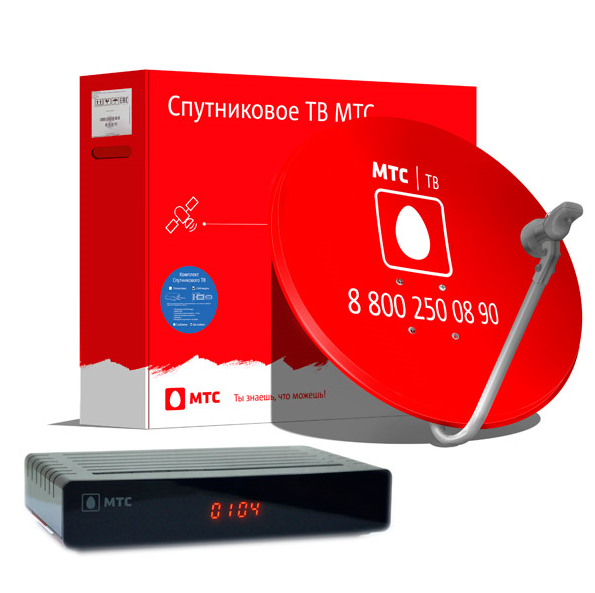 Спутниковое ТВ МТС
МТС | ТВ
8 800 250 08 90
Комплект
Спутникового ТВ
МТС
Ты знаешь, что можешь!
МТС
0104